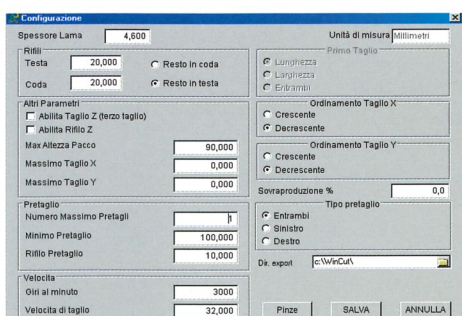 Configurazione
Spessore Lama 4,600
Unità di misura Millimetri
Rifili
Testa 20,000
Coda 20,000
Resto in coda
Resto in testa
Primo Taglio
Lunghezza
Larghezza
Entrambi
Altri Parametri
Abilita Taglio Z (terzo taglio)
Abilita Rifilo Z
Max Altezza Pacco 90,000
Massimo Taglio X 0,000
Massimo Taglio Y 0,000
Ordinamento Taglio X
Crescente
Decrescente
Ordinamento Taglio Y
Crescente
Decrescente
Sovraproduzione % 0,0
Pretaglio
Numero Massimo Pretagli 1
Minimo Pretaglio 100,000
Rifilo Pretaglio 10,000
Tipo pretaglio
Entrambi
Sinistro
Destro
Dir. export c:\WinCut\
Velocita
Giri al minuto 3000
Velocita di taglio 32,000
Pinze SALVA ANNULLA